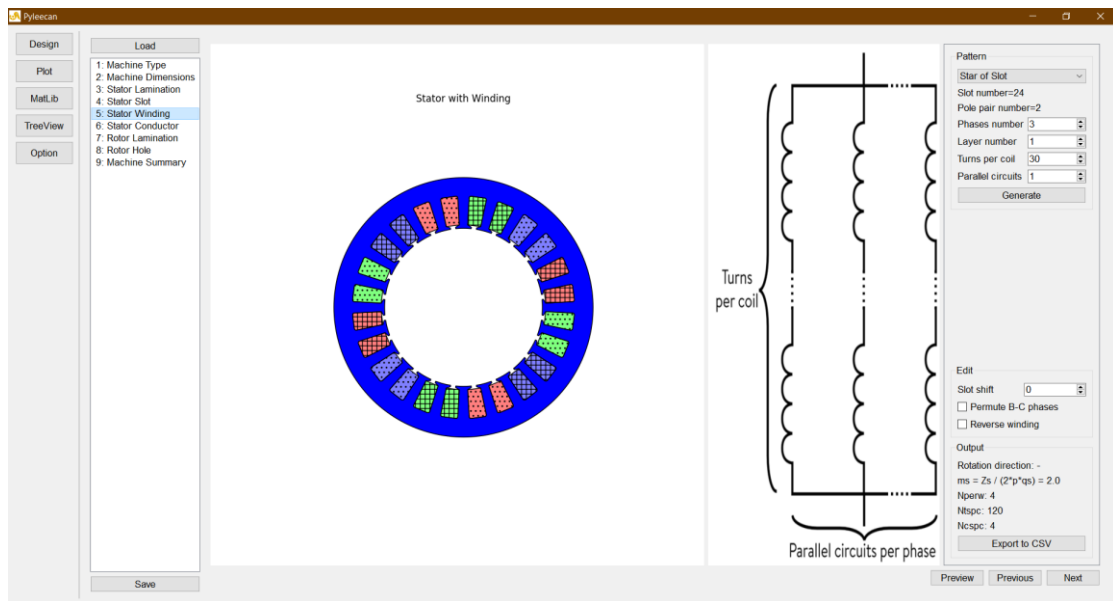 Pyleecan
Design
Plot
MatLib
TreeView
Option
Load
1: Machine Type
2: Machine Dimensions
3: Stator Lamination
4: Stator Slot
5: Stator Winding
6: Stator Conductor
7: Rotor Lamination
8: Rotor Hole
9: Machine Summary
Save
Stator with Winding
Turns
per coil
Parallel circuits per phase
Pattern
Star of Slot
Slot number=24
Pole pair number=2
Phases number 3
Layer number 1
Turns per coil 30
Parallel circuits 1
Generate
Edit
Slot shift 0
Permute B-C phases
Reverse winding
Output
Rotation direction: -
ms = Zs / (2*p*qs) = 2.0
Nperw: 4
Ntspc: 120
Ncspc: 4
Export to CSV
Preview Previous Next